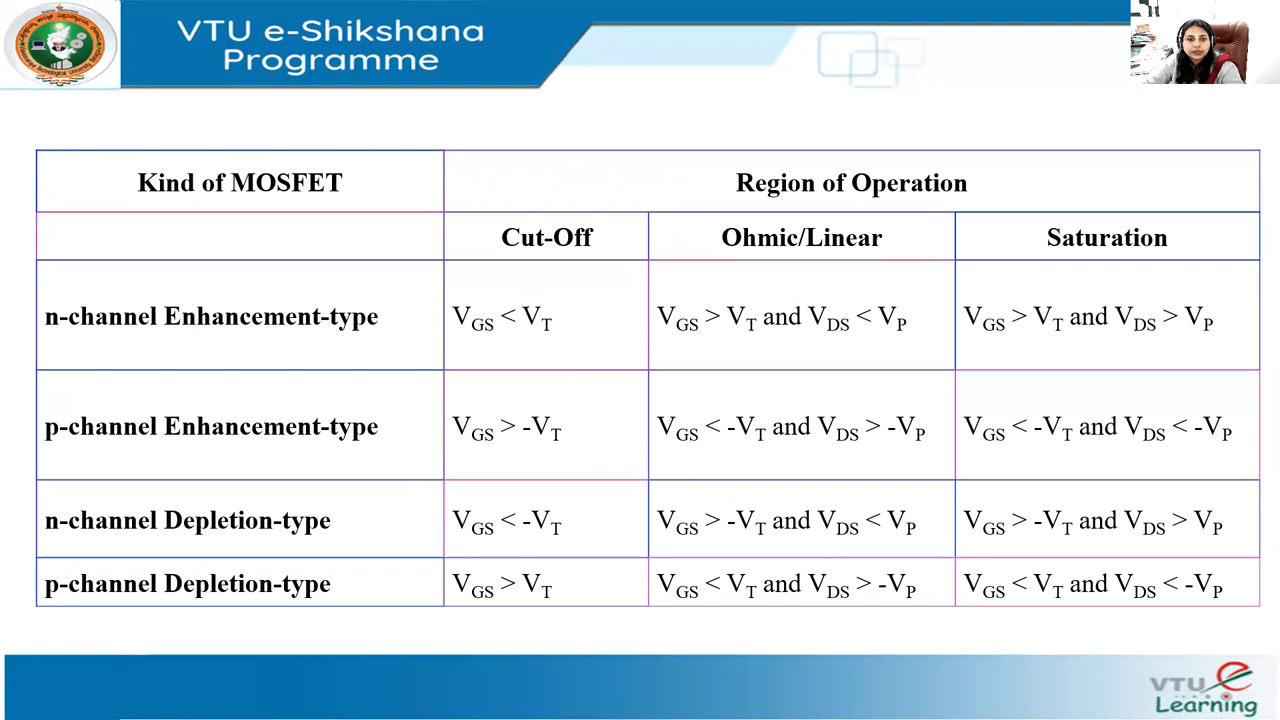 VTU e-Shikshana
Programme
Kind of MOSFET Region of Operation
Cut-Off Ohmic/Linear Saturation
n-channel Enhancement-type V_GS < V_T V_GS > V_T and V_DS < V_P V_GS > V_T and V_DS > V_P
p-channel Enhancement-type V_GS > -V_T V_GS < -V_T and V_DS > -V_P V_GS < -V_T and V_DS < -V_P
n-channel Depletion-type V_GS < -V_T V_GS > -V_T and V_DS < V_P V_GS > -V_T and V_DS > V_P
p-channel Depletion-type V_GS > V_T V_GS < V_T and V_DS > -V_P V_GS < V_T and V_DS < -V_P
VTU e
Learning